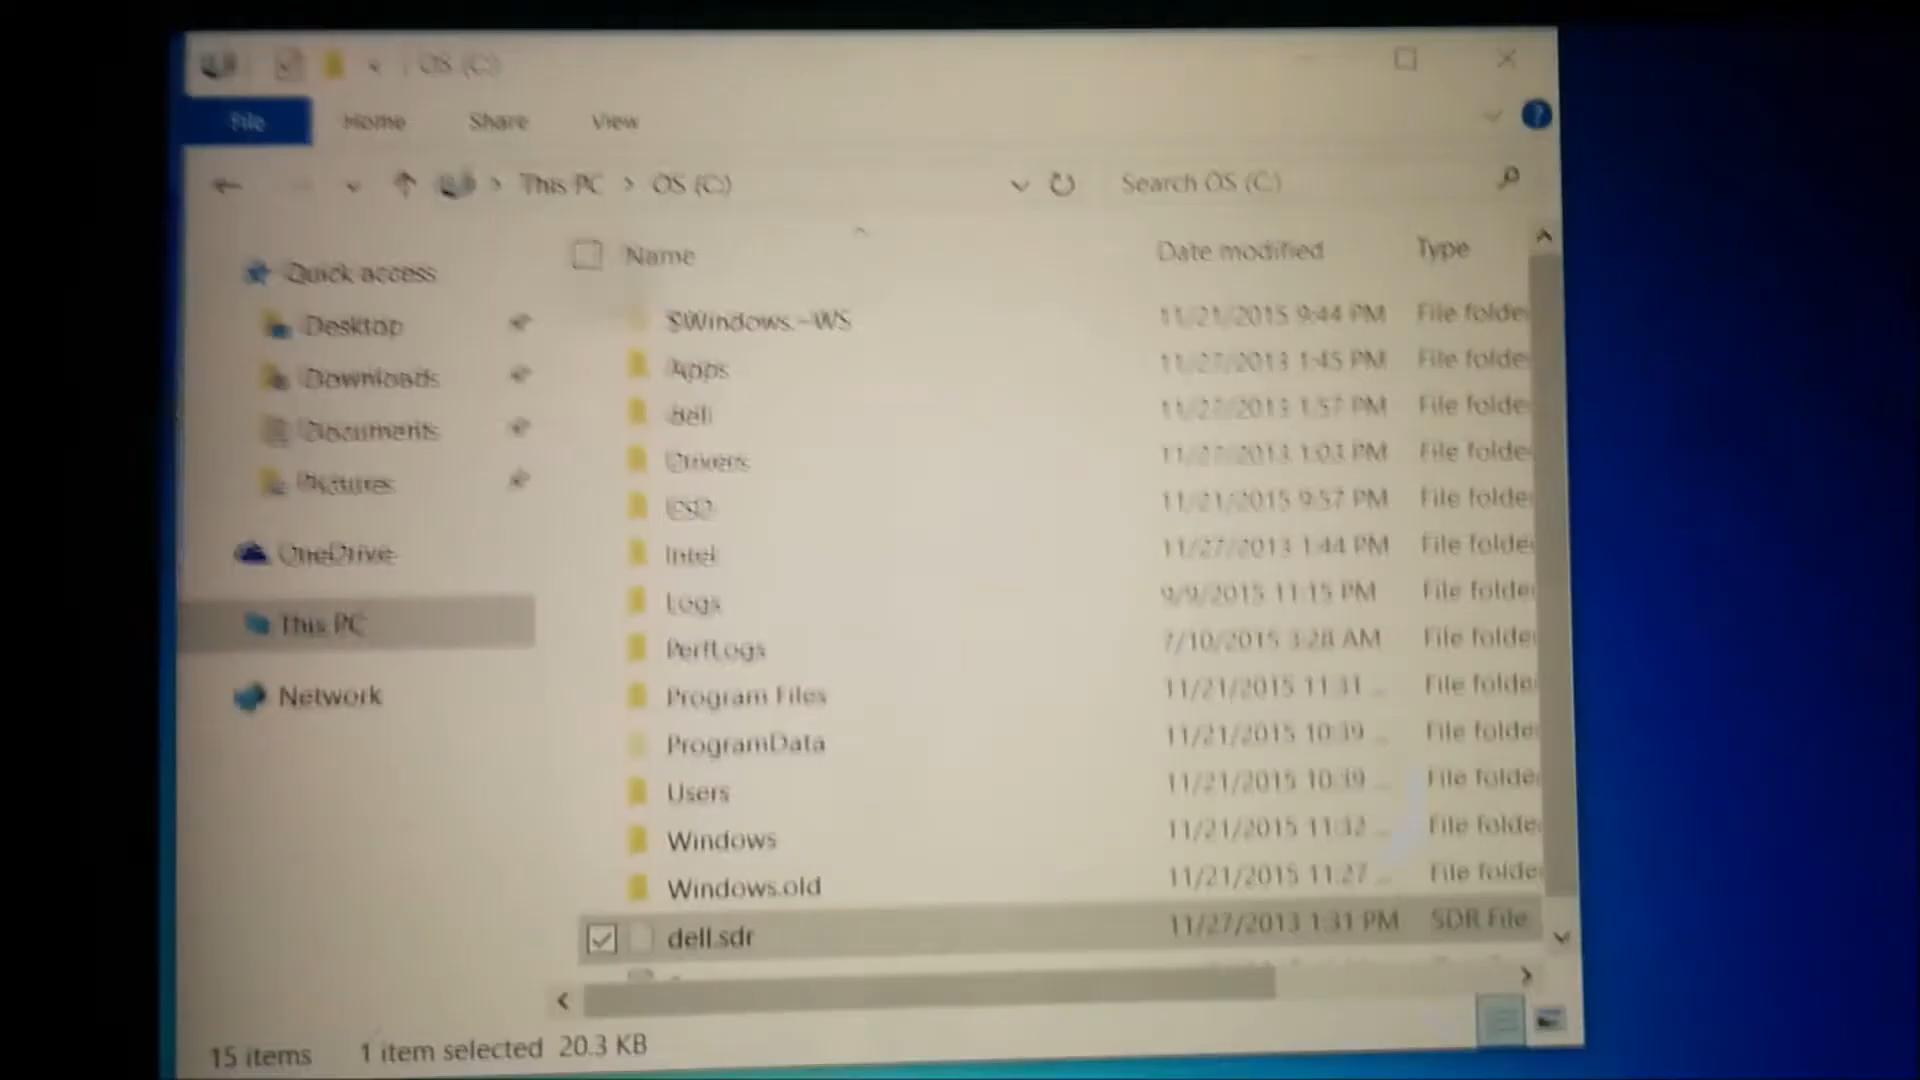 OS (C:)
File Home Share View
This PC > OS (C:) Search OS (C:)
Name Date modified Type
Quick access
Desktop
Downloads
Documents
Pictures
OneDrive
This PC
Network
$Windows.~WS 11/21/2015 9:44 PM File folder
Apps 11/27/2013 1:45 PM File folder
dell 11/27/2013 1:57 PM File folder
Drivers 11/27/2013 1:03 PM File folder
11/21/2015 9:57 PM File folder
Intel 11/27/2013 1:44 PM File folder
Logs 9/9/2015 11:15 PM File folder
PerfLogs 7/10/2015 3:28 AM File folder
Program Files 11/21/2015 11:31 ... File folder
ProgramData 11/21/2015 10:39 ... File folder
Users 11/21/2015 10:39 ... File folder
Windows 11/21/2015 11:32 ... File folder
Windows.old 11/21/2015 11:27 ... File folder
dell.sdr 11/27/2013 1:31 PM SDR File
15 items 1 item selected 20.3 KB